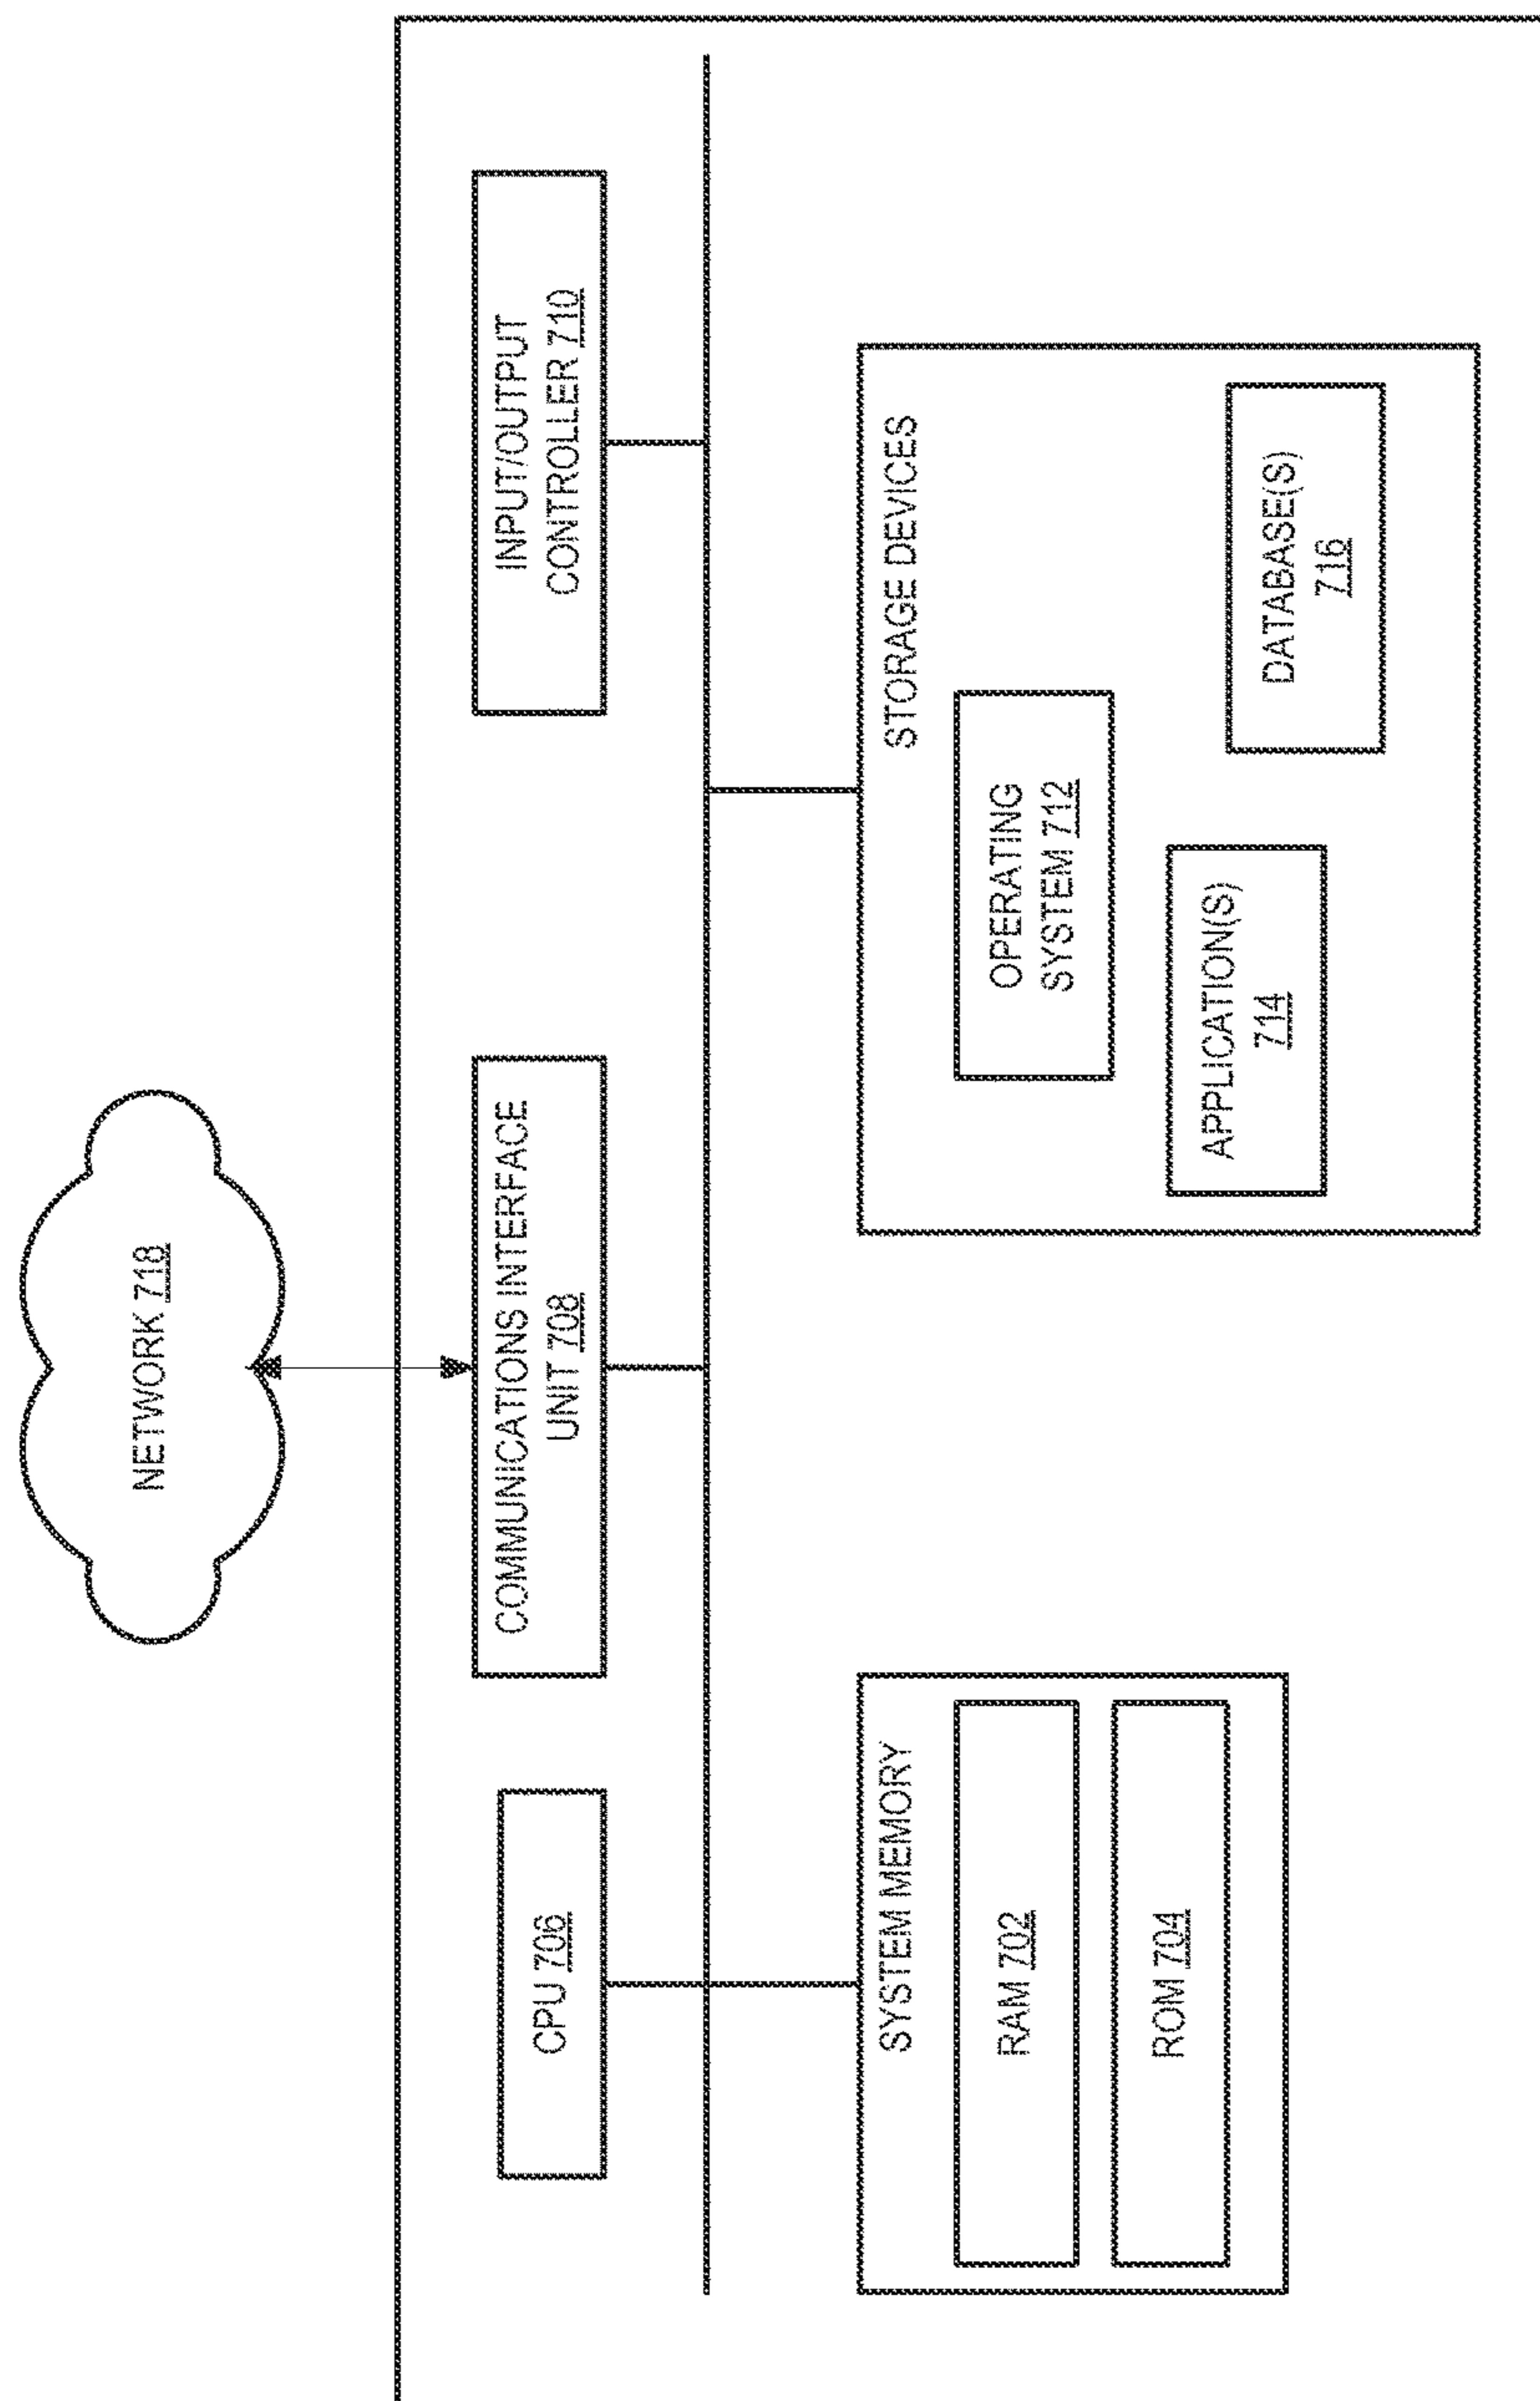 NETWORK 718
CPU 706
COMMUNICATIONS INTERFACE
UNIT 708
INPUT/OUTPUT
CONTROLLER 710
SYSTEM MEMORY
RAM 702
ROM 704
STORAGE DEVICES
OPERATING
SYSTEM 712
APPLICATION(S)
714
DATABASE(S)
716